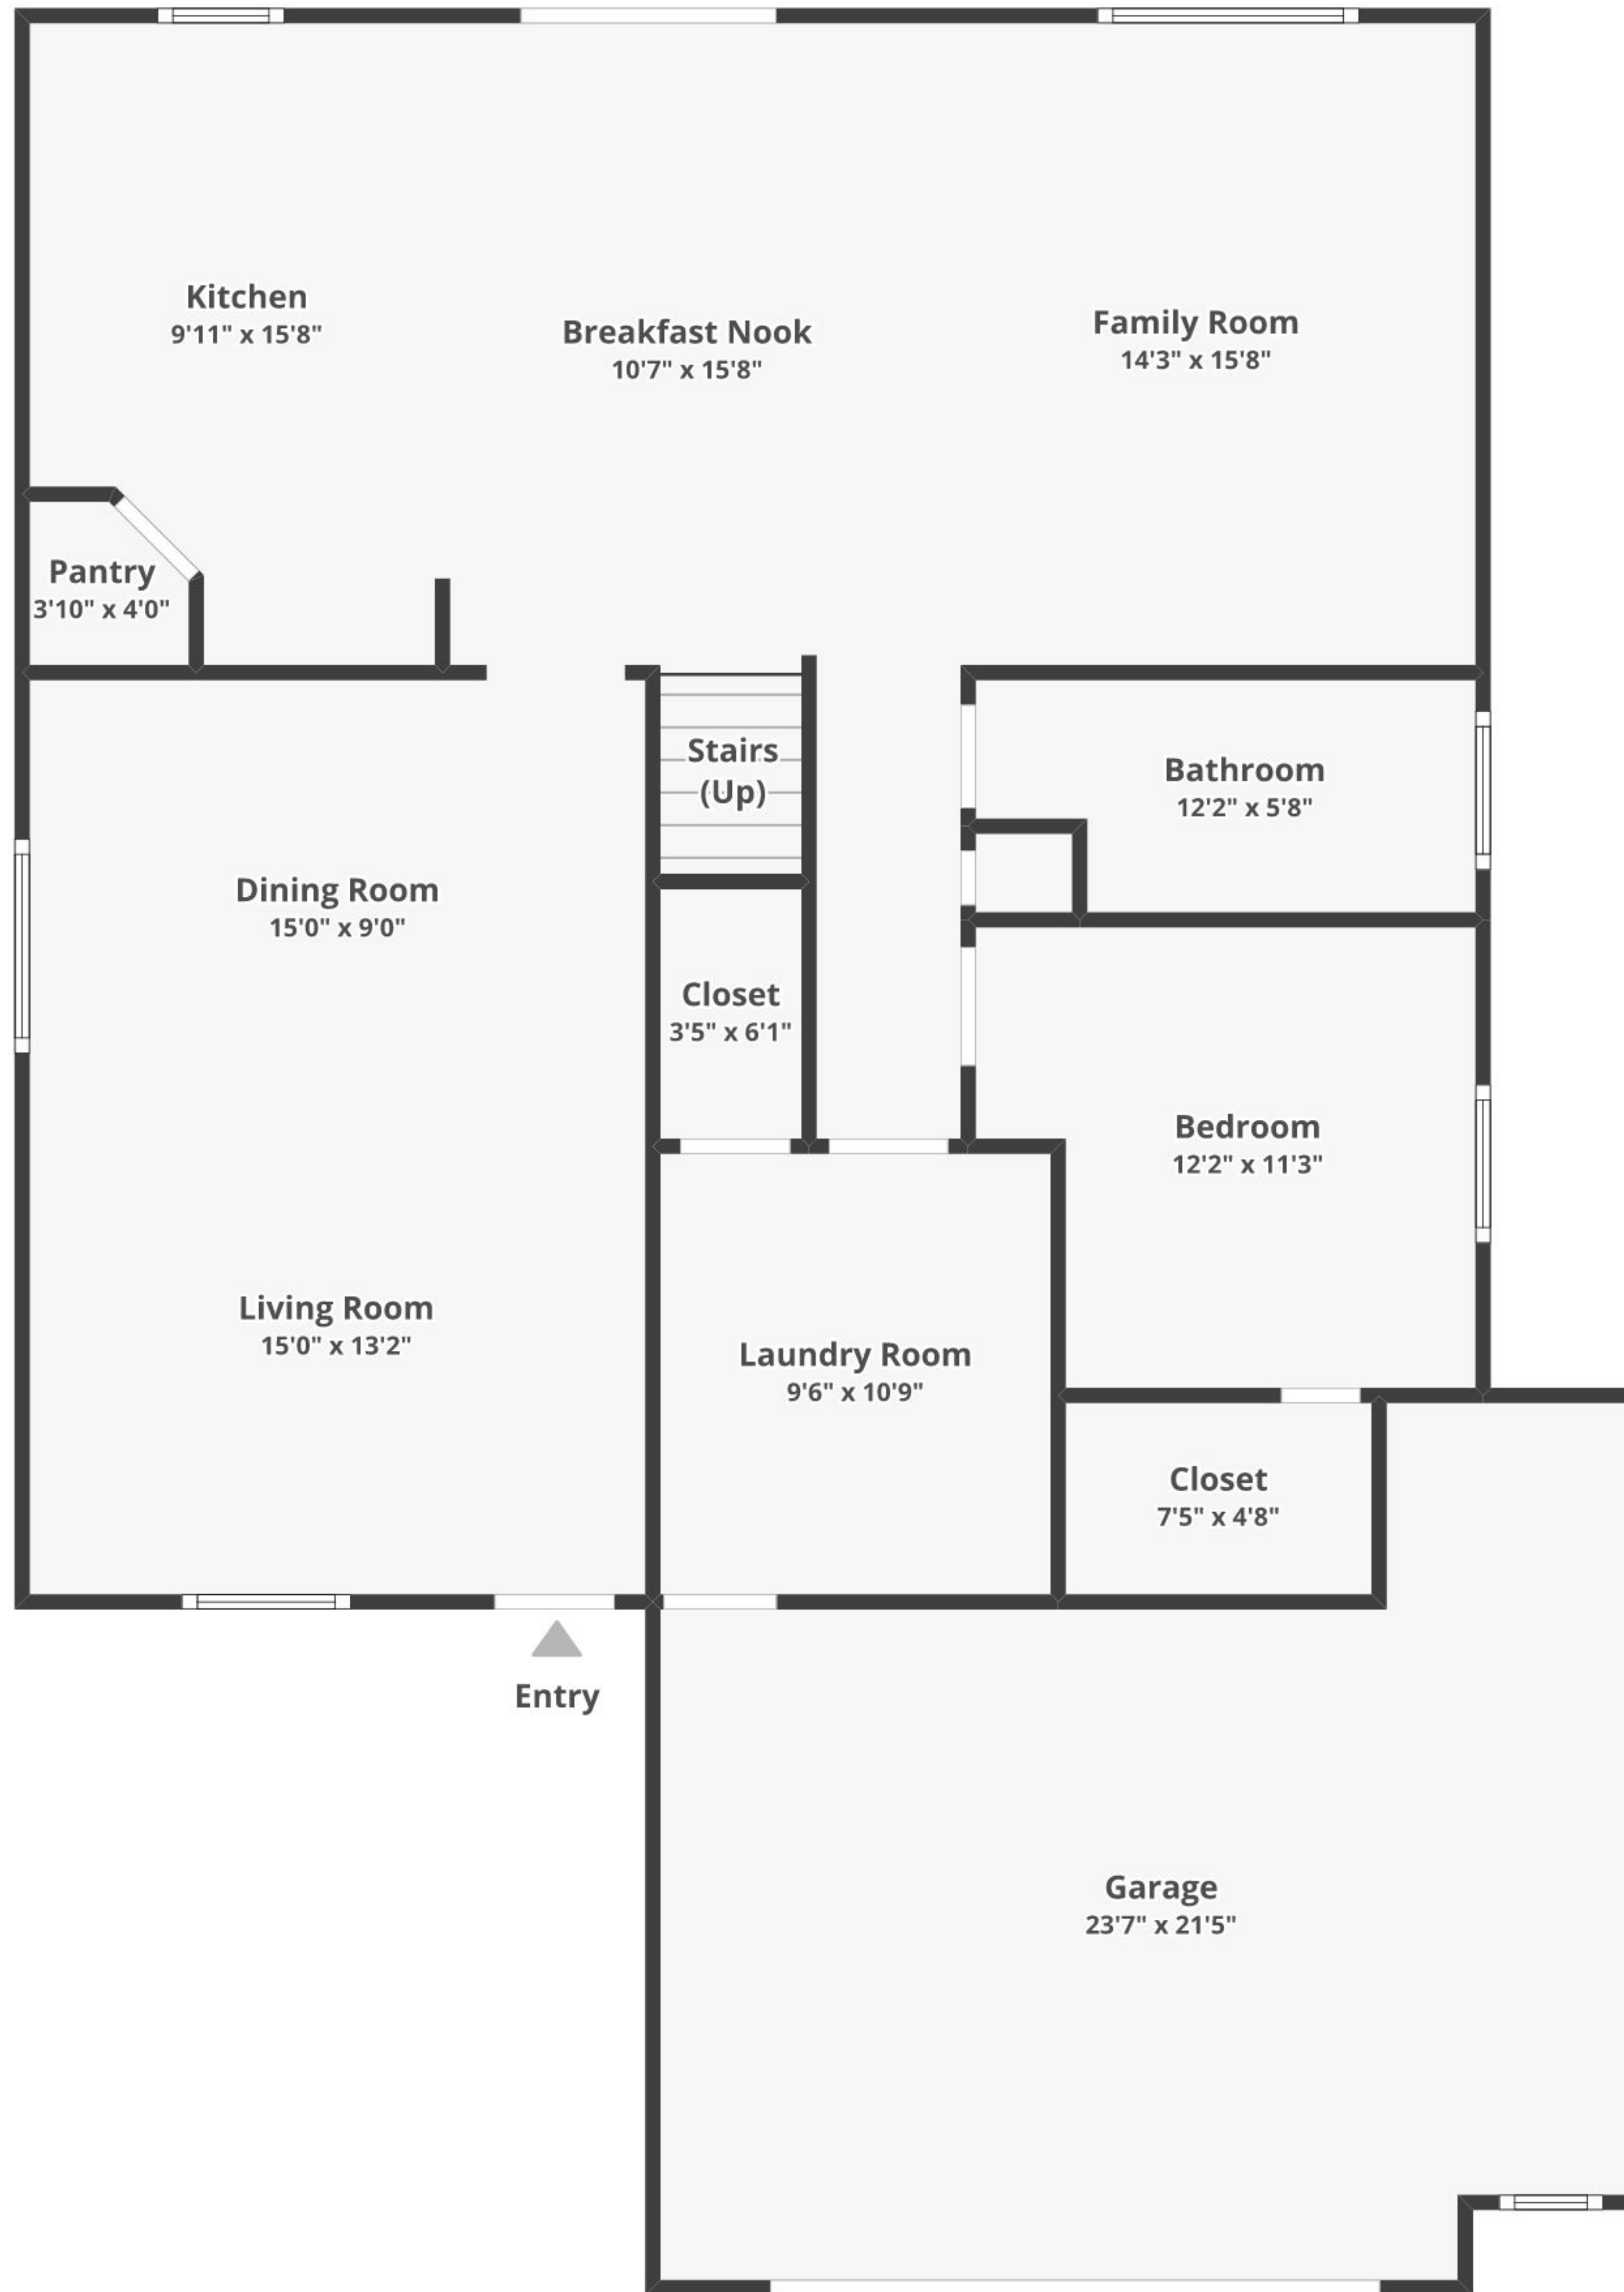 Kitchen
9'11" x 15'8"
Breakfast Nook
10'7" x 15'8"
Family Room
14'3" x 15'8"
Pantry
3'10" x 4'0"
Stairs
(Up)
Bathroom
12'2" x 5'8"
Dining Room
15'0" x 9'0"
Closet
3'5" x 6'1"
Bedroom
12'2" x 11'3"
Living Room
15'0" x 13'2"
Laundry Room
9'6" x 10'9"
Closet
7'5" x 4'8"
Entry
Garage
23'7" x 21'5"